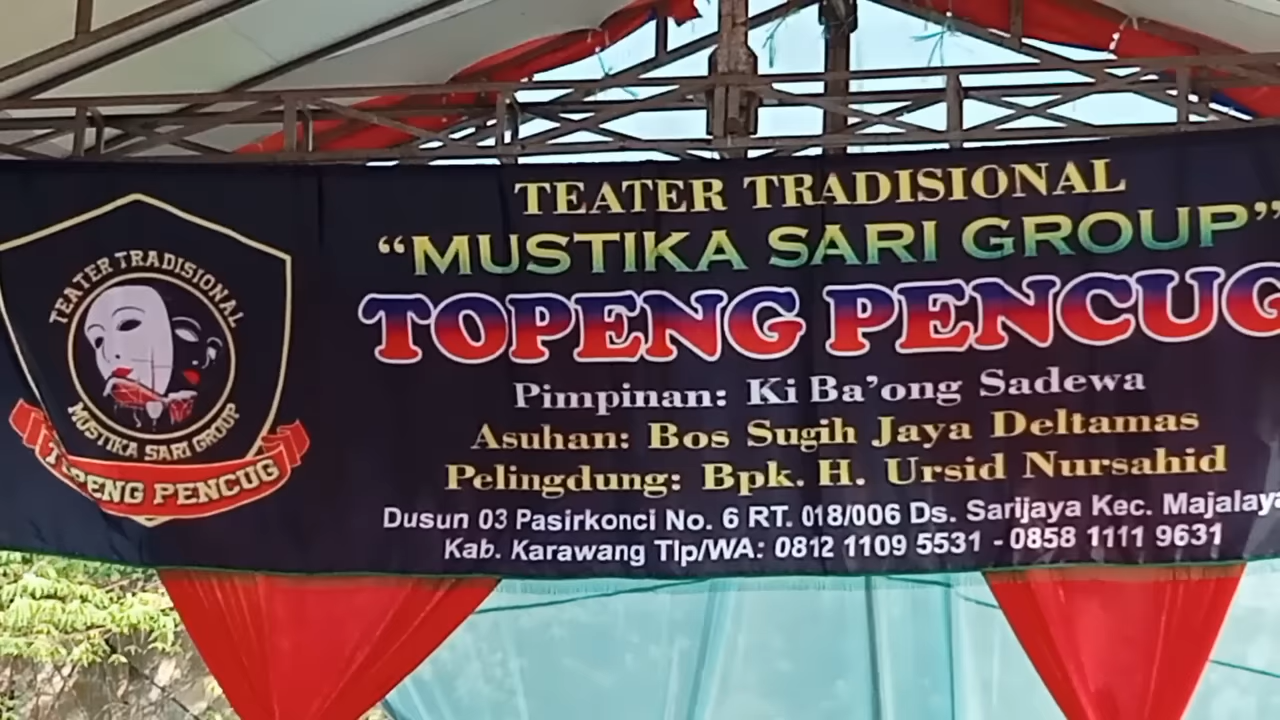 TEATER TRADISIONAL
"MUSTIKA SARI GROUP"
TOPENG PENCUG
Pimpinan: Ki Ba'ong Sadewa
Asuhan: Bos Sugih Jaya Deltamas
Pelingdung: Bpk. H. Ursid Nursahid
Dusun 03 Pasirkonci No. 6 RT. 018/006 Ds. Sarijaya Kec. Majalaya
Kab. Karawang Tlp/WA: 0812 1109 5531 - 0858 1111 9631
TEATER TRADISIONAL
MUSTIKA SARI GROUP
TOPENG PENCUG